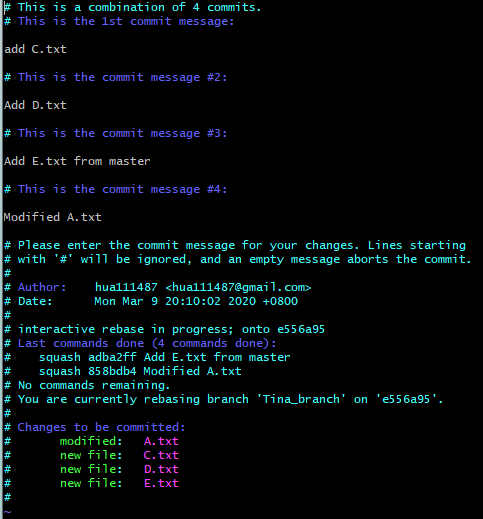 # This is a combination of 4 commits.
# This is the 1st commit message:
add C.txt
# This is the commit message #2:
Add D.txt
# This is the commit message #3:
Add E.txt from master
# This is the commit message #4:
Modified A.txt
# Please enter the commit message for your changes. Lines starting
# with '#' will be ignored, and an empty message aborts the commit.
#
# Author:    hua111487 <hua111487@gmail.com>
# Date:      Mon Mar 9 20:10:02 2020 +0800
#
# interactive rebase in progress; onto e556a95
# Last commands done (4 commands done):
#    squash adba2ff Add E.txt from master
#    squash 858bdb4 Modified A.txt
# No commands remaining.
# You are currently rebasing branch 'Tina_branch' on 'e556a95'.
#
# Changes to be committed:
#       modified:   A.txt
#       new file:   C.txt
#       new file:   D.txt
#       new file:   E.txt
#
~